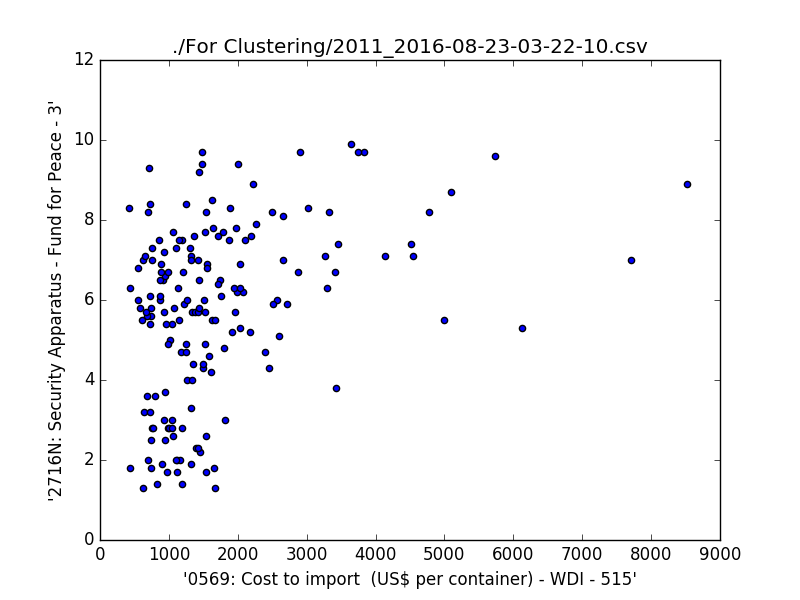 ./For Clustering/2011_2016-08-23-03-22-10.csv
12
10
8
6
4
2
0
'2716N: Security Apparatus - Fund for Peace - 3'
0 1000 2000 3000 4000 5000 6000 7000 8000 9000
'0569: Cost to import  (US$ per container) - WDI - 515'